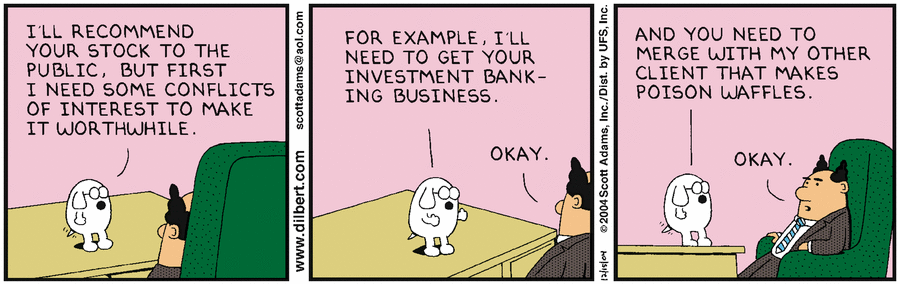 I'LL RECOMMEND
YOUR STOCK TO THE
PUBLIC, BUT FIRST
I NEED SOME CONFLICTS
OF INTEREST TO MAKE
IT WORTHWHILE.
www.dilbert.com scottadams@aol.com
FOR EXAMPLE, I'LL
NEED TO GET YOUR
INVESTMENT BANK-
ING BUSINESS.
OKAY.
12/15/04 © 2004 Scott Adams, Inc./Dist. by UFS, Inc.
AND YOU NEED TO
MERGE WITH MY OTHER
CLIENT THAT MAKES
POISON WAFFLES.
OKAY.